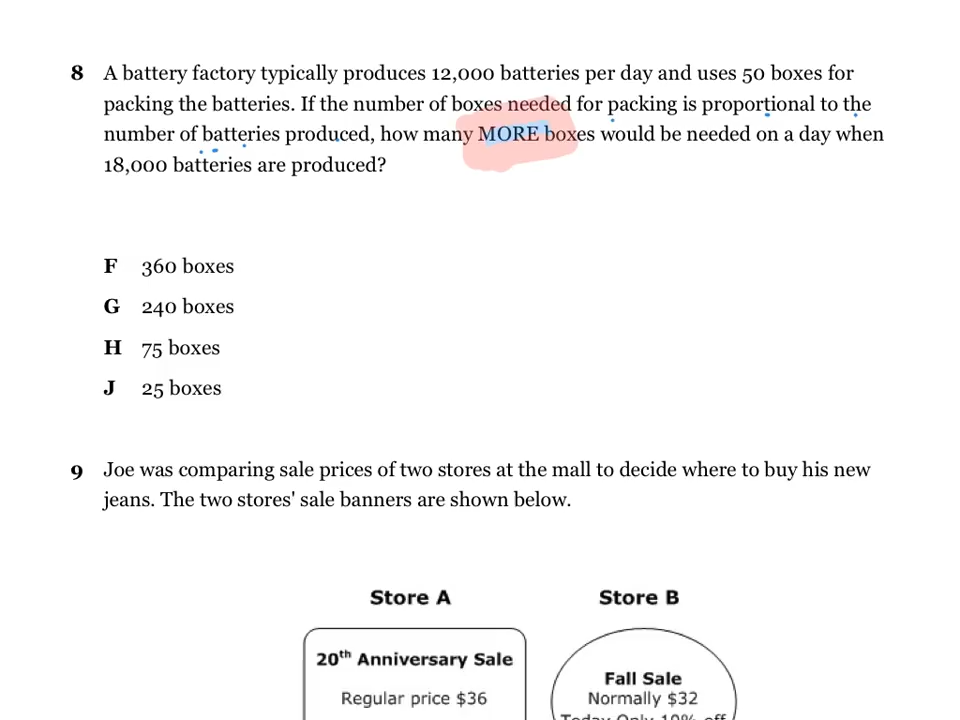 8 A battery factory typically produces 12,000 batteries per day and uses 50 boxes for
packing the batteries. If the number of boxes needed for packing is proportional to the
number of batteries produced, how many MORE boxes would be needed on a day when
18,000 batteries are produced?
F 360 boxes
G 240 boxes
H 75 boxes
J 25 boxes
9 Joe was comparing sale prices of two stores at the mall to decide where to buy his new
jeans. The two stores' sale banners are shown below.
Store A Store B
20th Anniversary Sale
Regular price $36
Fall Sale
Normally $32
Today Only 10% off